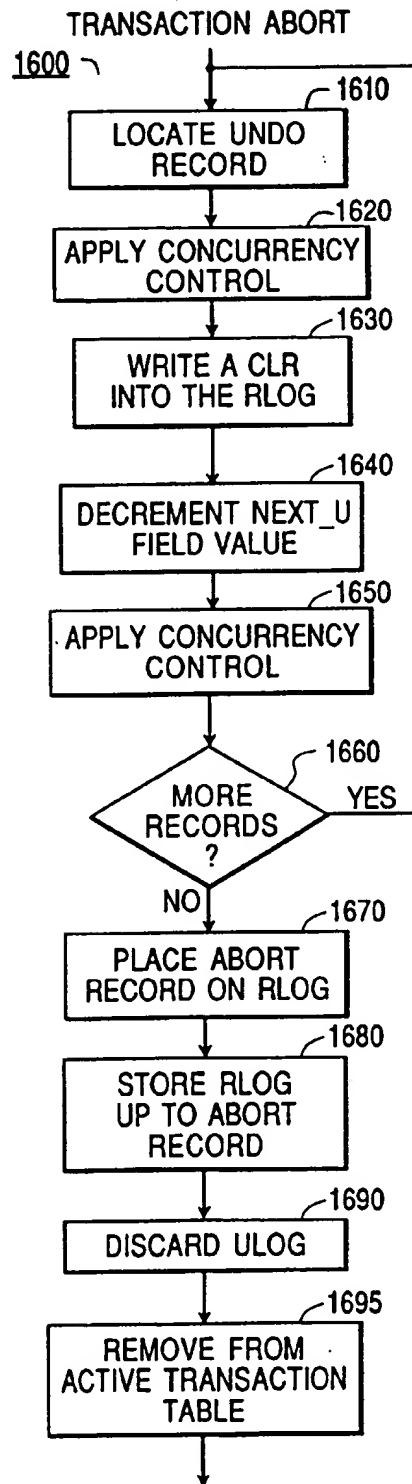 TRANSACTION ABORT
1600
1610
LOCATE UNDO
RECORD
1620
APPLY CONCURRENCY
CONTROL
1630
WRITE A CLR
INTO THE RLOG
1640
DECREMENT NEXT_U
FIELD VALUE
1650
APPLY CONCURRENCY
CONTROL
1660
MORE
RECORDS
?
YES
NO
1670
PLACE ABORT
RECORD ON RLOG
1680
STORE RLOG
UP TO ABORT
RECORD
1690
DISCARD ULOG
1695
REMOVE FROM
ACTIVE TRANSACTION
TABLE